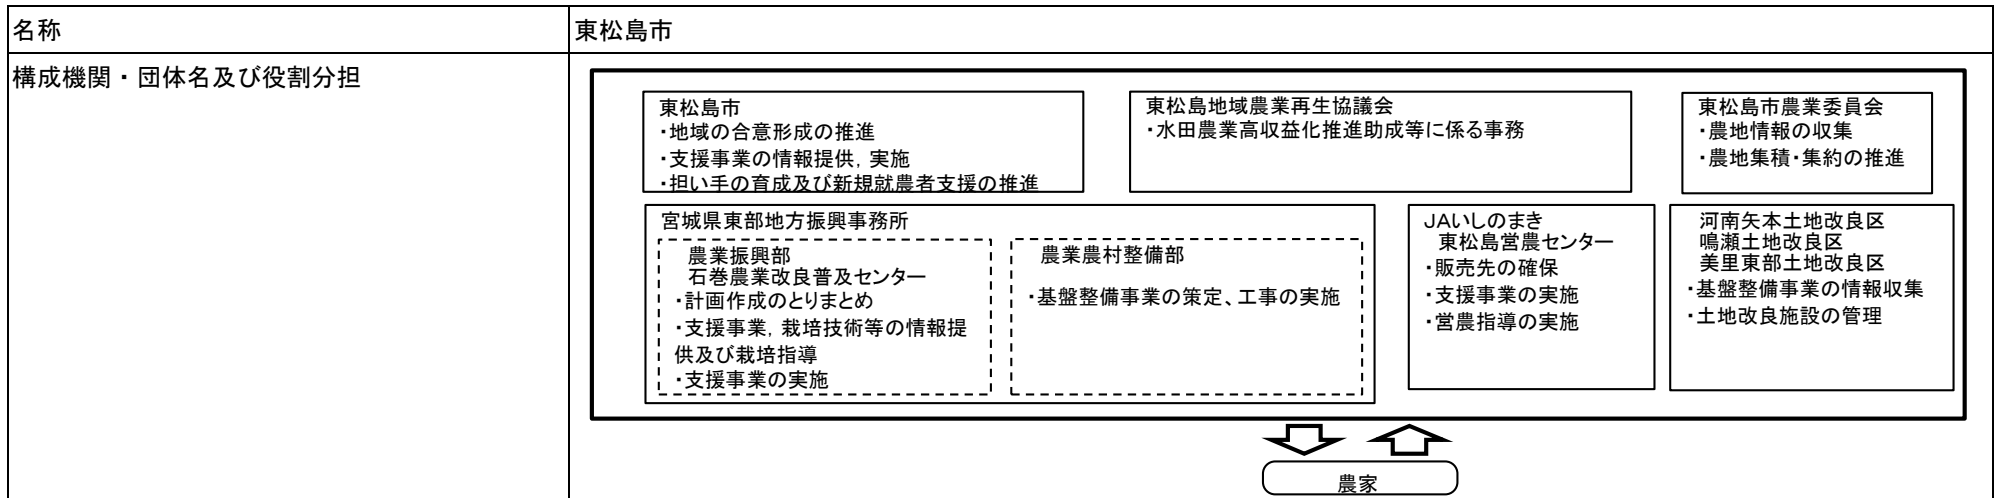 名称
東松島市
構成機関・団体名及び役割分担
東松島市
・地域の合意形成の推進
・支援事業の情報提供, 実施
・担い手の育成及び新規就農者支援の推進
東松島地域農業再生協議会
・水田農業高収益化推進助成等に係る事務
東松島市農業委員会
・農地情報の収集
・農地集積・集約の推進
宮城県東部地方振興事務所
農業振興部
石巻農業改良普及センター
・計画作成のとりまとめ
・支援事業, 栽培技術等の情報提
供及び栽培指導
・支援事業の実施
農業農村整備部
・基盤整備事業の策定、工事の実施
JAいしのまき
東松島営農センター
・販売先の確保
・支援事業の実施
・営農指導の実施
河南矢本土地改良区
鳴瀬土地改良区
美里東部土地改良区
・基盤整備事業の情報収集
・土地改良施設の管理
農家